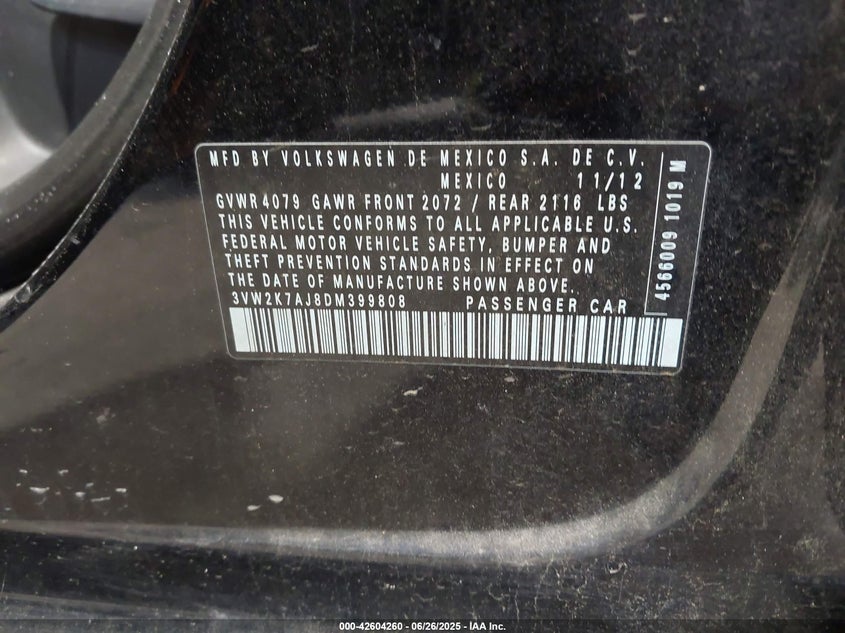 MFD BY VOLKSWAGEN DE MEXICO S.A. DE C.V.
MEXICO 11/12
GVWR 4079 GAWR FRONT 2072 / REAR 2116 LBS
THIS VEHICLE CONFORMS TO ALL APPLICABLE U.S.
FEDERAL MOTOR VEHICLE SAFETY, BUMPER AND
THEFT PREVENTION STANDARDS IN EFFECT ON
THE DATE OF MANUFACTURE SHOWN ABOVE.
3VW2K7AJ8DM399808 PASSENGER CAR
4566009 1019 M
000-42604260 - 06/26/2025 - IAA Inc.